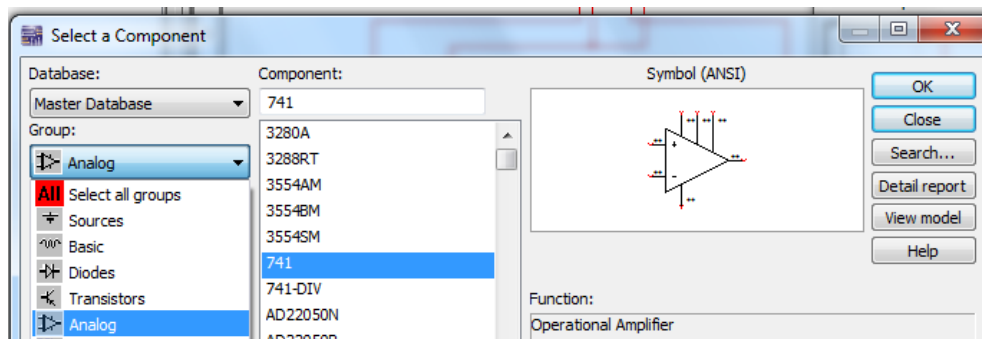 Select a Component
Database:
Master Database
Group:
Analog
All Select all groups
Sources
Basic
Diodes
Transistors
Analog
Component:
741
3280A
3288RT
3554AM
3554BM
3554SM
741
741-DIV
AD22050N
Symbol (ANSI)
+
-
Function:
Operational Amplifier
OK
Close
Search...
Detail report
View model
Help